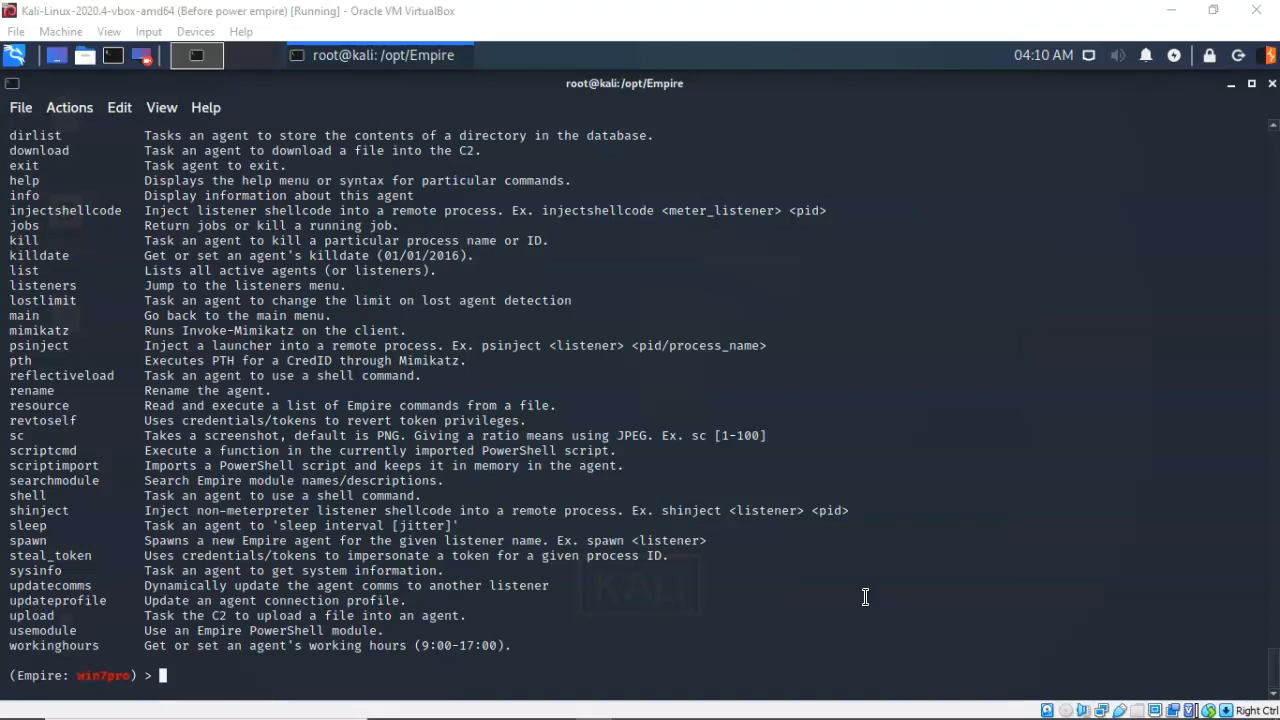 Kali-Linux-2020.4-vbox-amd64 (Before power empire) [Running] - Oracle VM VirtualBox
File Machine View Input Devices Help
root@kali: /opt/Empire 04:10 AM
root@kali:/opt/Empire
File Actions Edit View Help
dirlist Tasks an agent to store the contents of a directory in the database.
download Task an agent to download a file into the C2.
exit Task agent to exit.
help Displays the help menu or syntax for particular commands.
info Display information about this agent
injectshellcode Inject listener shellcode into a remote process. Ex. injectshellcode <meter_listener> <pid>
jobs Return jobs or kill a running job.
kill Task an agent to kill a particular process name or ID.
killdate Get or set an agent's killdate (01/01/2016).
list Lists all active agents (or listeners).
listeners Jump to the listeners menu.
lostlimit Task an agent to change the limit on lost agent detection
main Go back to the main menu.
mimikatz Runs Invoke-Mimikatz on the client.
psinject Inject a launcher into a remote process. Ex. psinject <listener> <pid/process_name>
pth Executes PTH for a CredID through Mimikatz.
reflectiveload Task an agent to use a shell command.
rename Rename the agent.
resource Read and execute a list of Empire commands from a file.
revtoself Uses credentials/tokens to revert token privileges.
sc Takes a screenshot, default is PNG. Giving a ratio means using JPEG. Ex. sc [1-100]
scriptcmd Execute a function in the currently imported PowerShell script.
scriptimport Imports a PowerShell script and keeps it in memory in the agent.
searchmodule Search Empire module names/descriptions.
shell Task an agent to use a shell command.
shinject Inject non-meterpreter listener shellcode into a remote process. Ex. shinject <listener> <pid>
sleep Task an agent to 'sleep interval [jitter]'
spawn Spawns a new Empire agent for the given listener name. Ex. spawn <listener>
steal_token Uses credentials/tokens to impersonate a token for a given process ID.
sysinfo Task an agent to get system information.
updatecomms Dynamically update the agent comms to another listener
updateprofile Update an agent connection profile.
upload Task the C2 to upload a file into an agent.
usemodule Use an Empire PowerShell module.
workinghours Get or set an agent's working hours (9:00-17:00).
KALI
(Empire: win7pro) >
Right Ctrl